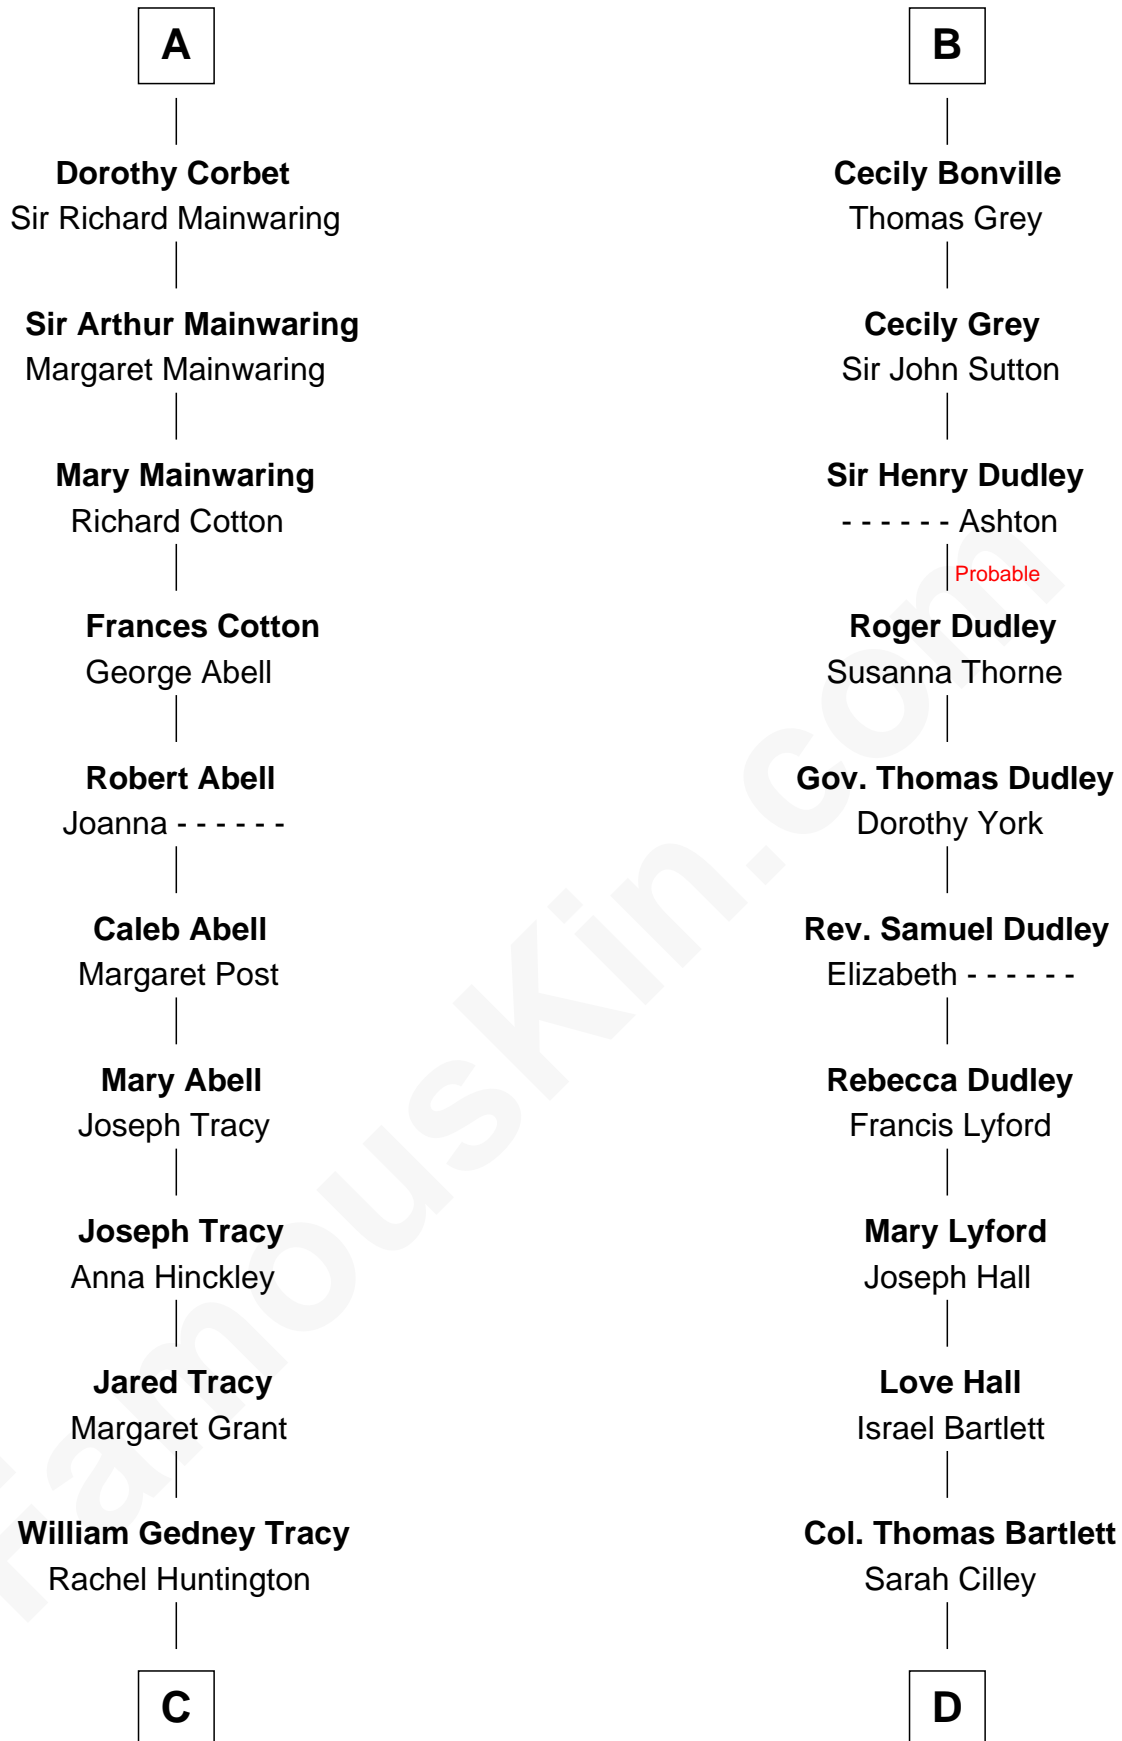 A
Dorothy Corbet
Sir Richard Mainwaring
Sir Arthur Mainwaring
Margaret Mainwaring
Mary Mainwaring
Richard Cotton
Frances Cotton
George Abell
Robert Abell
Joanna - - - - - -
Caleb Abell
Margaret Post
Mary Abell
Joseph Tracy
Joseph Tracy
Anna Hinckley
Jared Tracy
Margaret Grant
William Gedney Tracy
Rachel Huntington
C
B
Cecily Bonville
Thomas Grey
Cecily Grey
Sir John Sutton
Sir Henry Dudley
- - - - - - Ashton
Probable
Roger Dudley
Susanna Thorne
Gov. Thomas Dudley
Dorothy York
Rev. Samuel Dudley
Elizabeth - - - - - -
Rebecca Dudley
Francis Lyford
Mary Lyford
Joseph Hall
Love Hall
Israel Bartlett
Col. Thomas Bartlett
Sarah Cilley
D
FamousKin.com